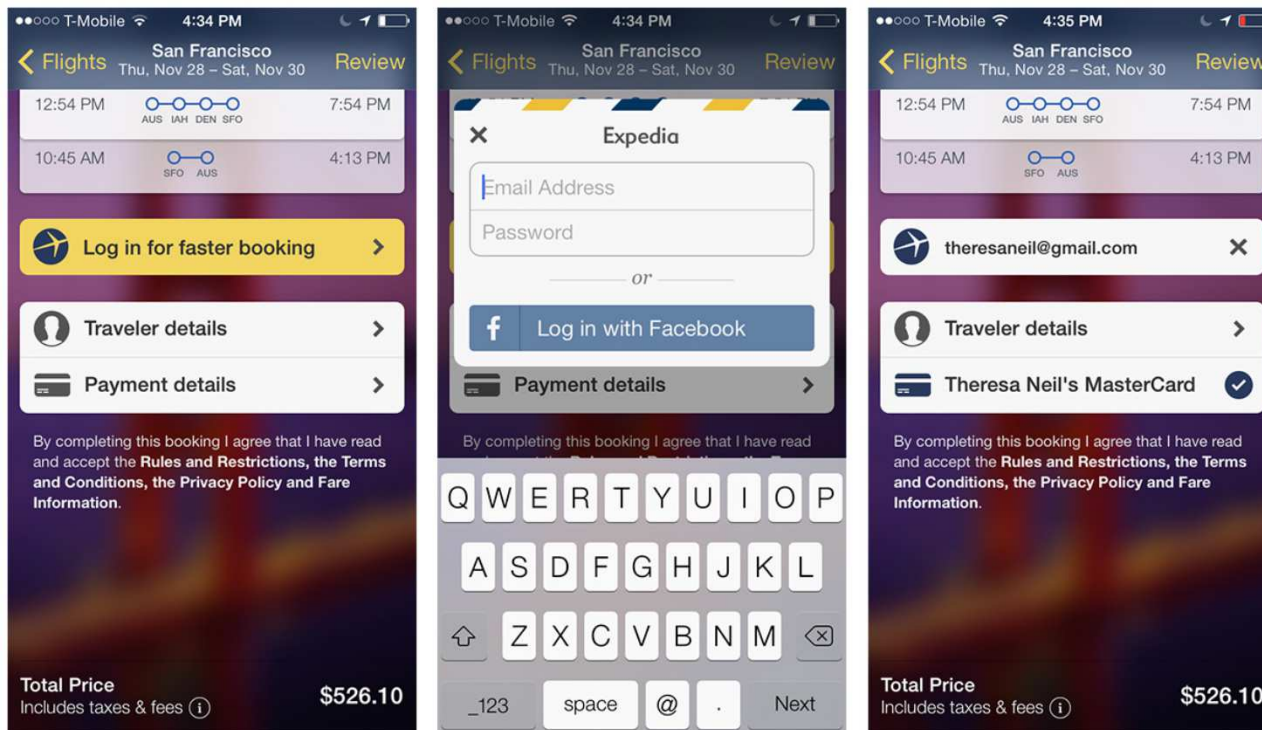 T-Mobile 4:34 PM
Flights San Francisco Review
Thu, Nov 28 – Sat, Nov 30
12:54 PM 7:54 PM
AUS IAH DEN SFO
10:45 AM 4:13 PM
SFO AUS
Log in for faster booking
Traveler details
Payment details
By completing this booking I agree that I have read
and accept the Rules and Restrictions, the Terms
and Conditions, the Privacy Policy and Fare
Information.
Total Price
Includes taxes & fees i
$526.10
T-Mobile 4:34 PM
Flights San Francisco Review
Thu, Nov 28 – Sat, Nov 30
Expedia
Email Address
Password
or
f Log in with Facebook
Payment details
By completing this booking I agree that I have read
Q W E R T Y U I O P
A S D F G H J K L
Z X C V B N M
_123 space @ . Next
T-Mobile 4:35 PM
Flights San Francisco Review
Thu, Nov 28 – Sat, Nov 30
12:54 PM 7:54 PM
AUS IAH DEN SFO
10:45 AM 4:13 PM
SFO AUS
theresaneil@gmail.com
Traveler details
Theresa Neil's MasterCard
By completing this booking I agree that I have read
and accept the Rules and Restrictions, the Terms
and Conditions, the Privacy Policy and Fare
Information.
Total Price
Includes taxes & fees i
$526.10